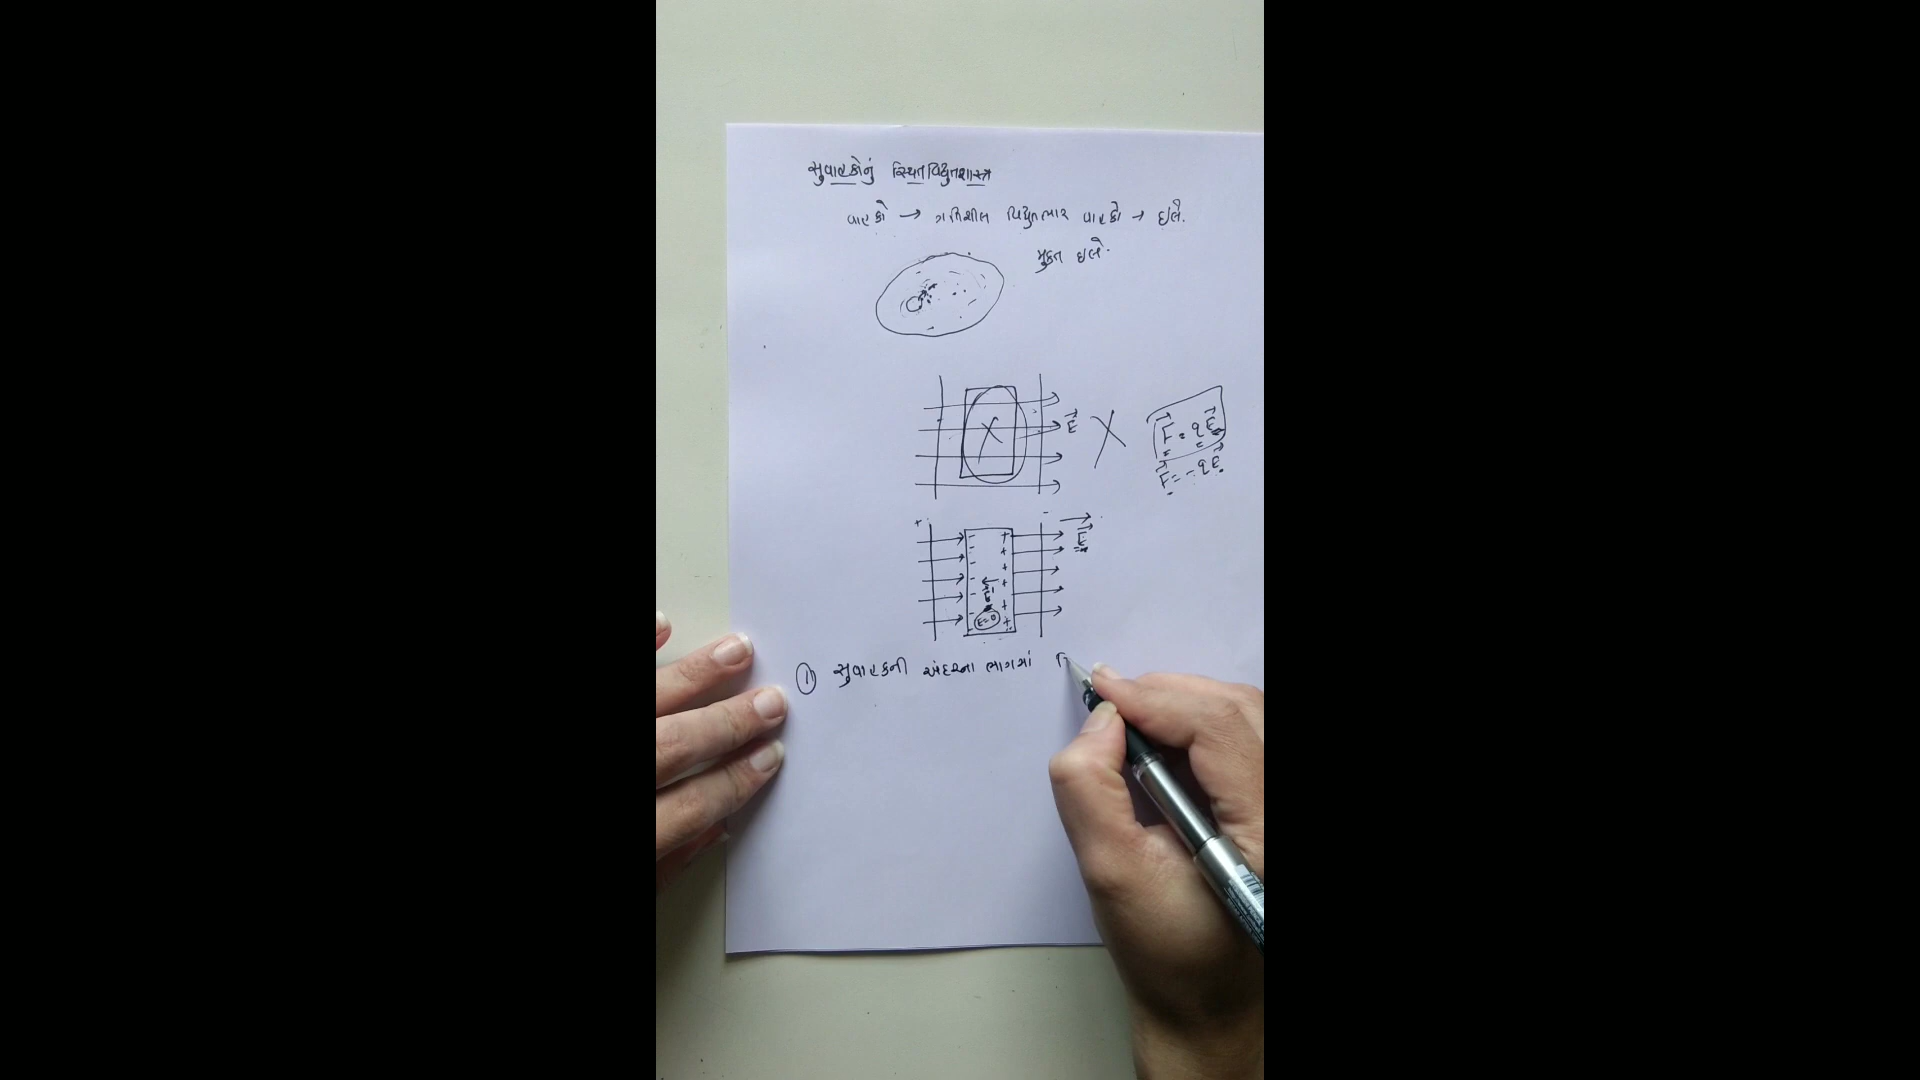 સુવાહકોનું સ્થિતવિદ્યુતશાસ્ત્ર
વાહકો → ગતિશીલ વિદ્યુતભાર વાહકો → ઇલે.
મુક્ત ઇલે.
E
F = qE
F = -qE
+ -
E
E = 0
① સુવાહકની અંદરના ભાગમાં